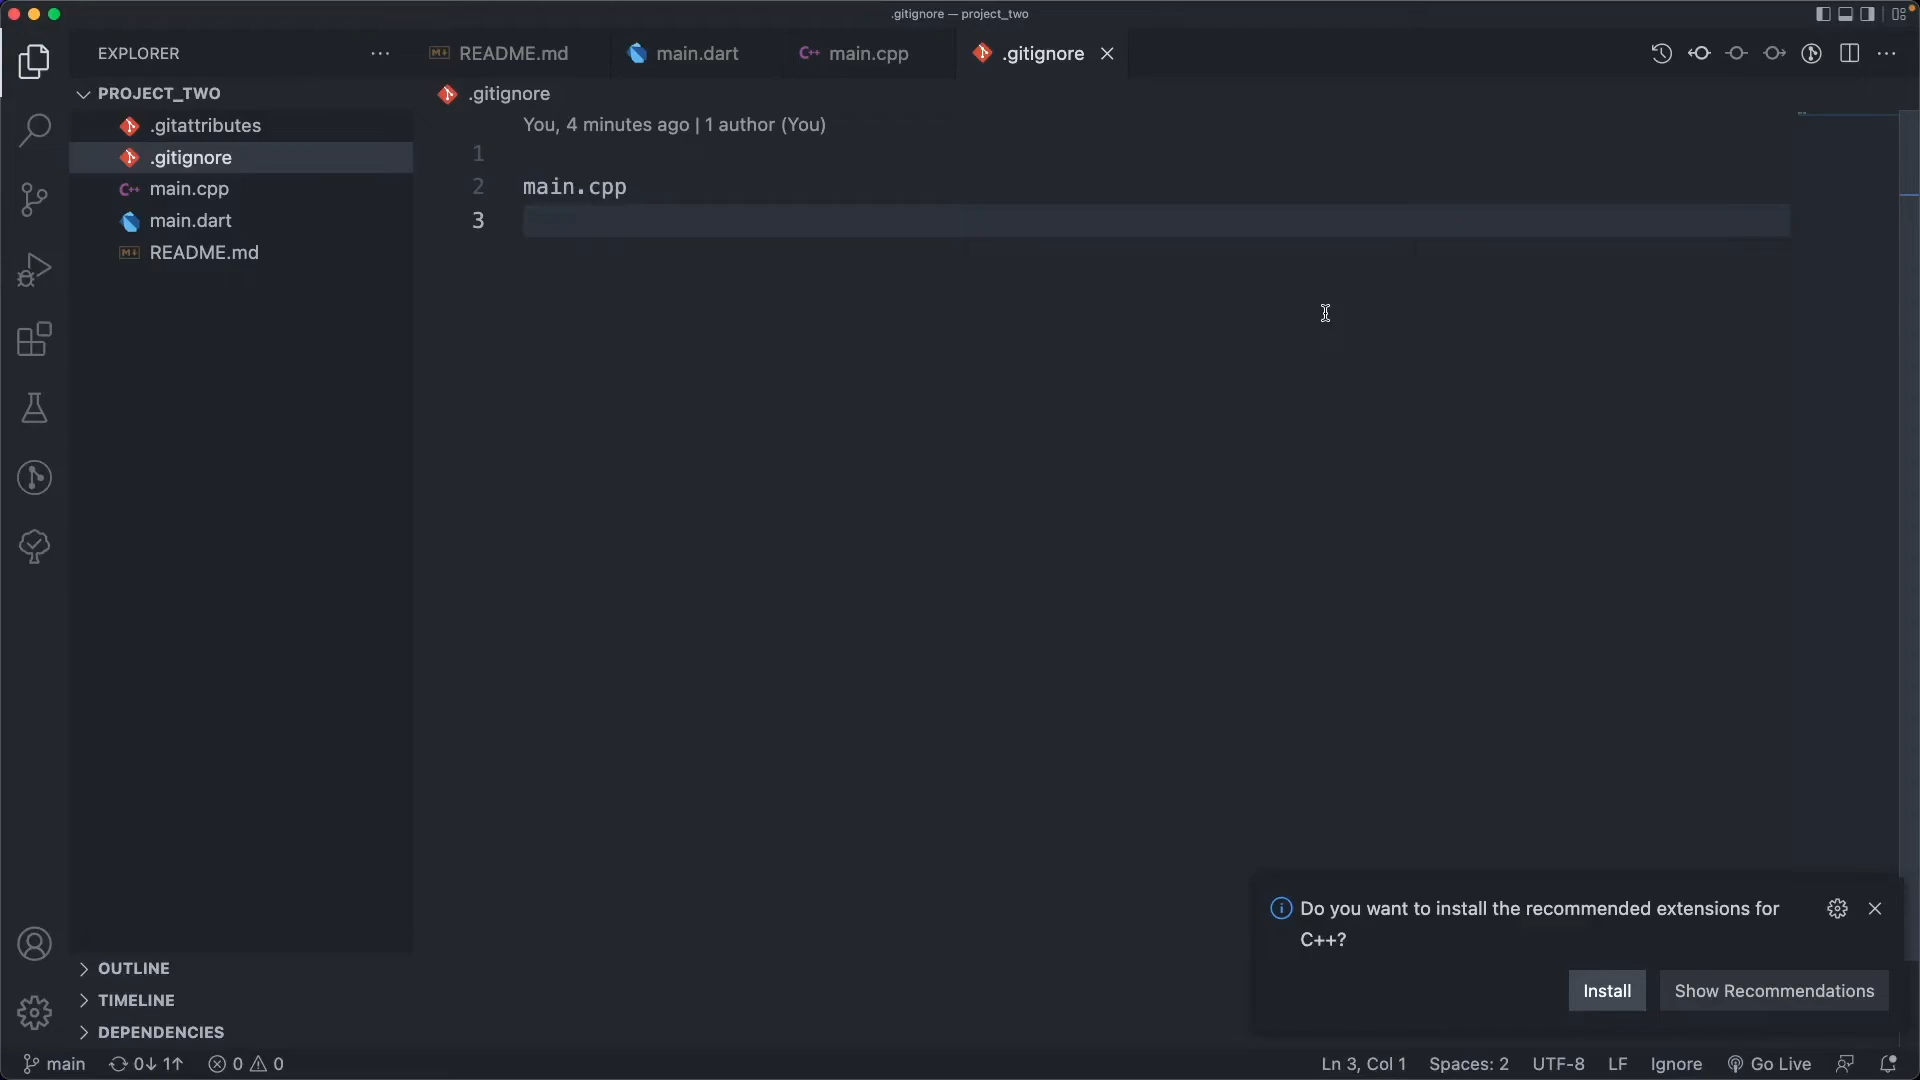 .gitignore — project_two
EXPLORER
README.md
main.dart
main.cpp
.gitignore
PROJECT_TWO
.gitignore
.gitattributes
You, 4 minutes ago | 1 author (You)
.gitignore
1
main.cpp
2 main.cpp
main.dart
3
README.md
Do you want to install the recommended extensions for
C++?
Install
Show Recommendations
OUTLINE
TIMELINE
DEPENDENCIES
main 0↓ 1↑ 0 0
Ln 3, Col 1 Spaces: 2 UTF-8 LF Ignore Go Live